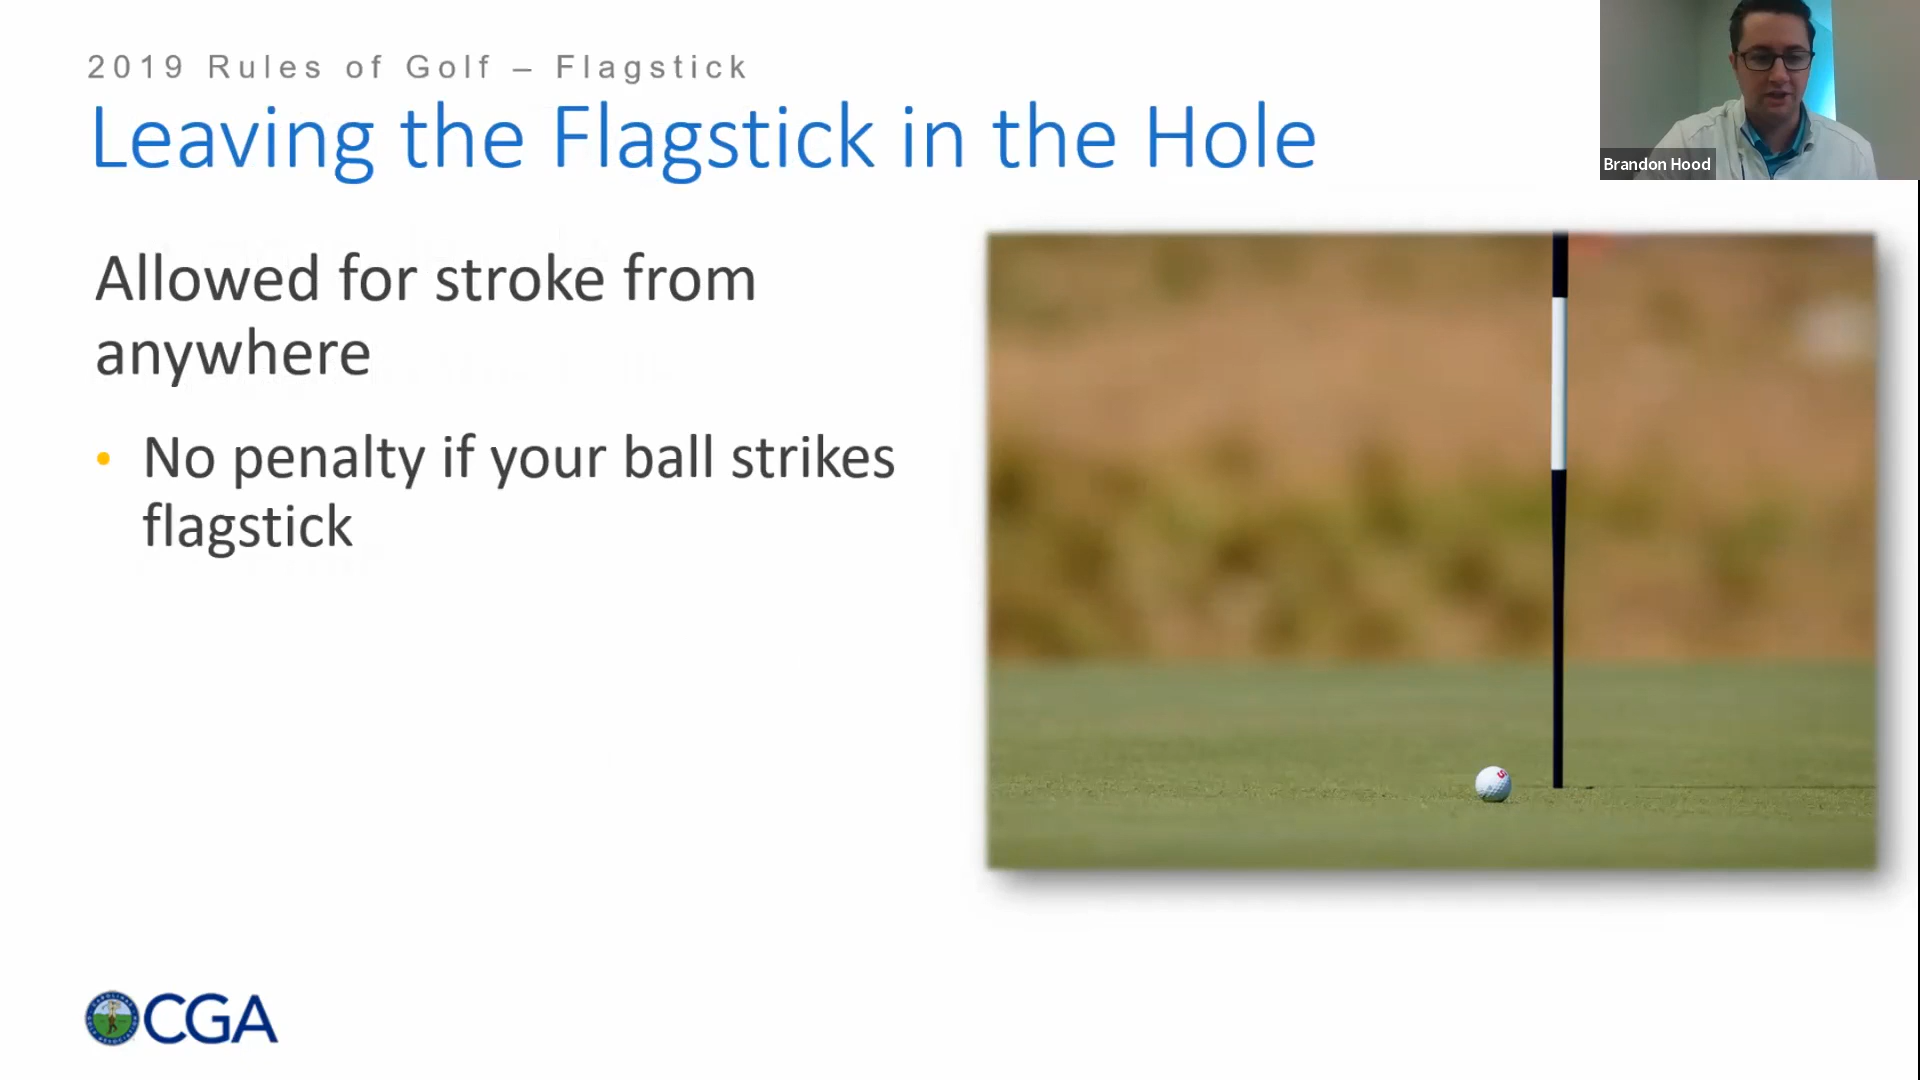 2019 Rules of Golf – Flagstick
Leaving the Flagstick in the Hole
Brandon Hood
Allowed for stroke from
anywhere
• No penalty if your ball strikes
flagstick
CGA